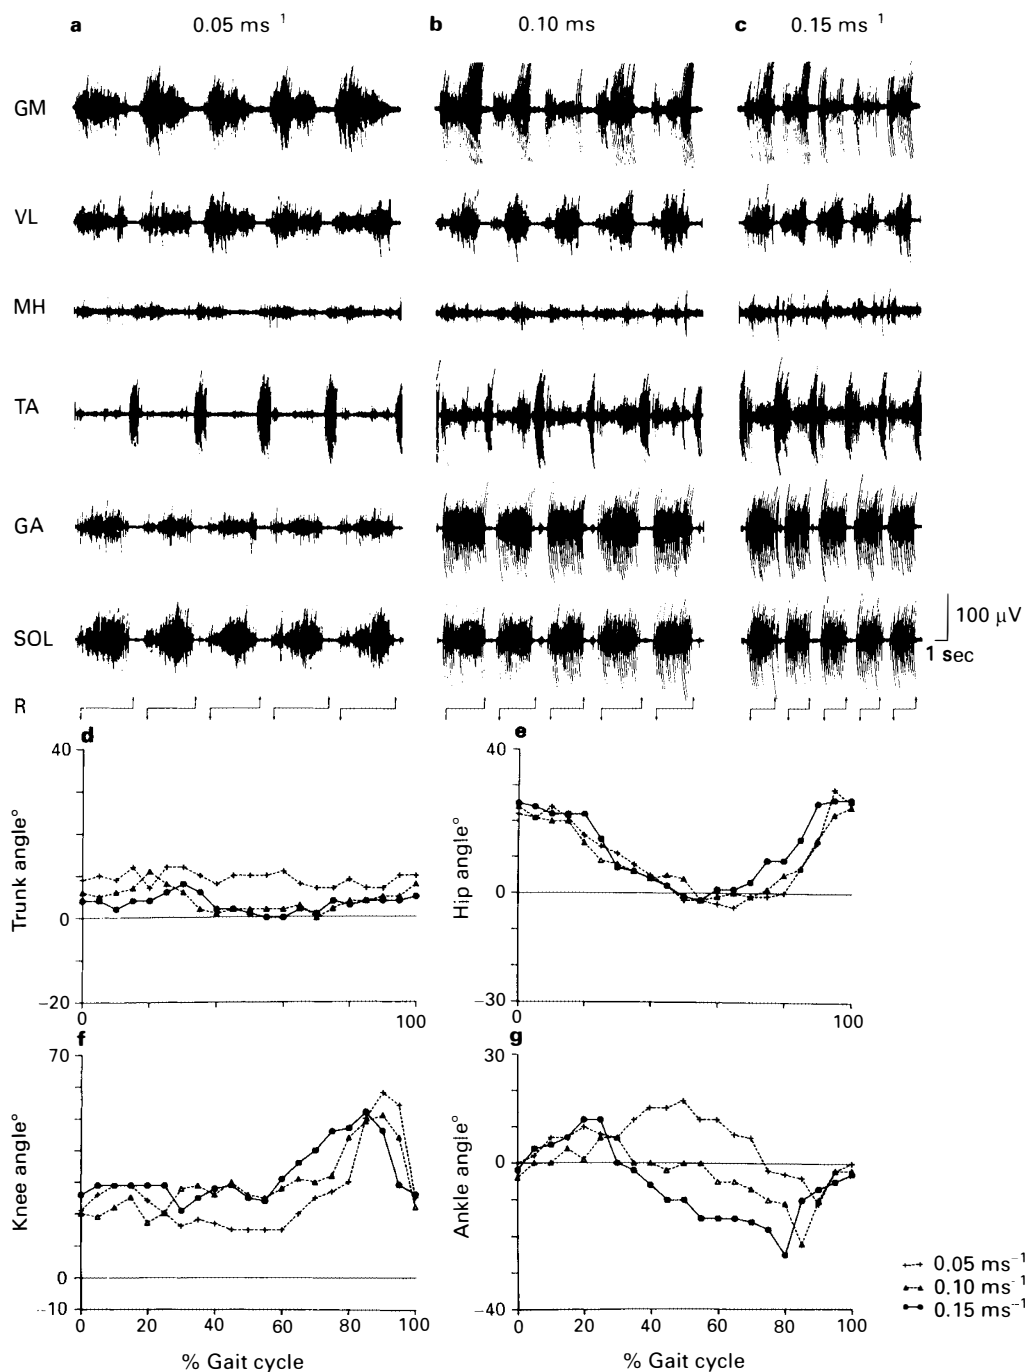 a 0.05 ms 1 b 0.10 ms c 0.15 ms 1
GM
VL
MH
TA
GA
SOL
100 µV
1 sec
R
d
40
Trunk angle°
0
−20
0 100
e
40
Hip angle°
0
−30
0 100
f
70
Knee angle°
0
−10
0 20 40 60 80 100
% Gait cycle
g
30
Ankle angle°
0
−40
0 20 40 60 80 100
% Gait cycle
0.05 ms⁻¹
0.10 ms⁻¹
0.15 ms⁻¹